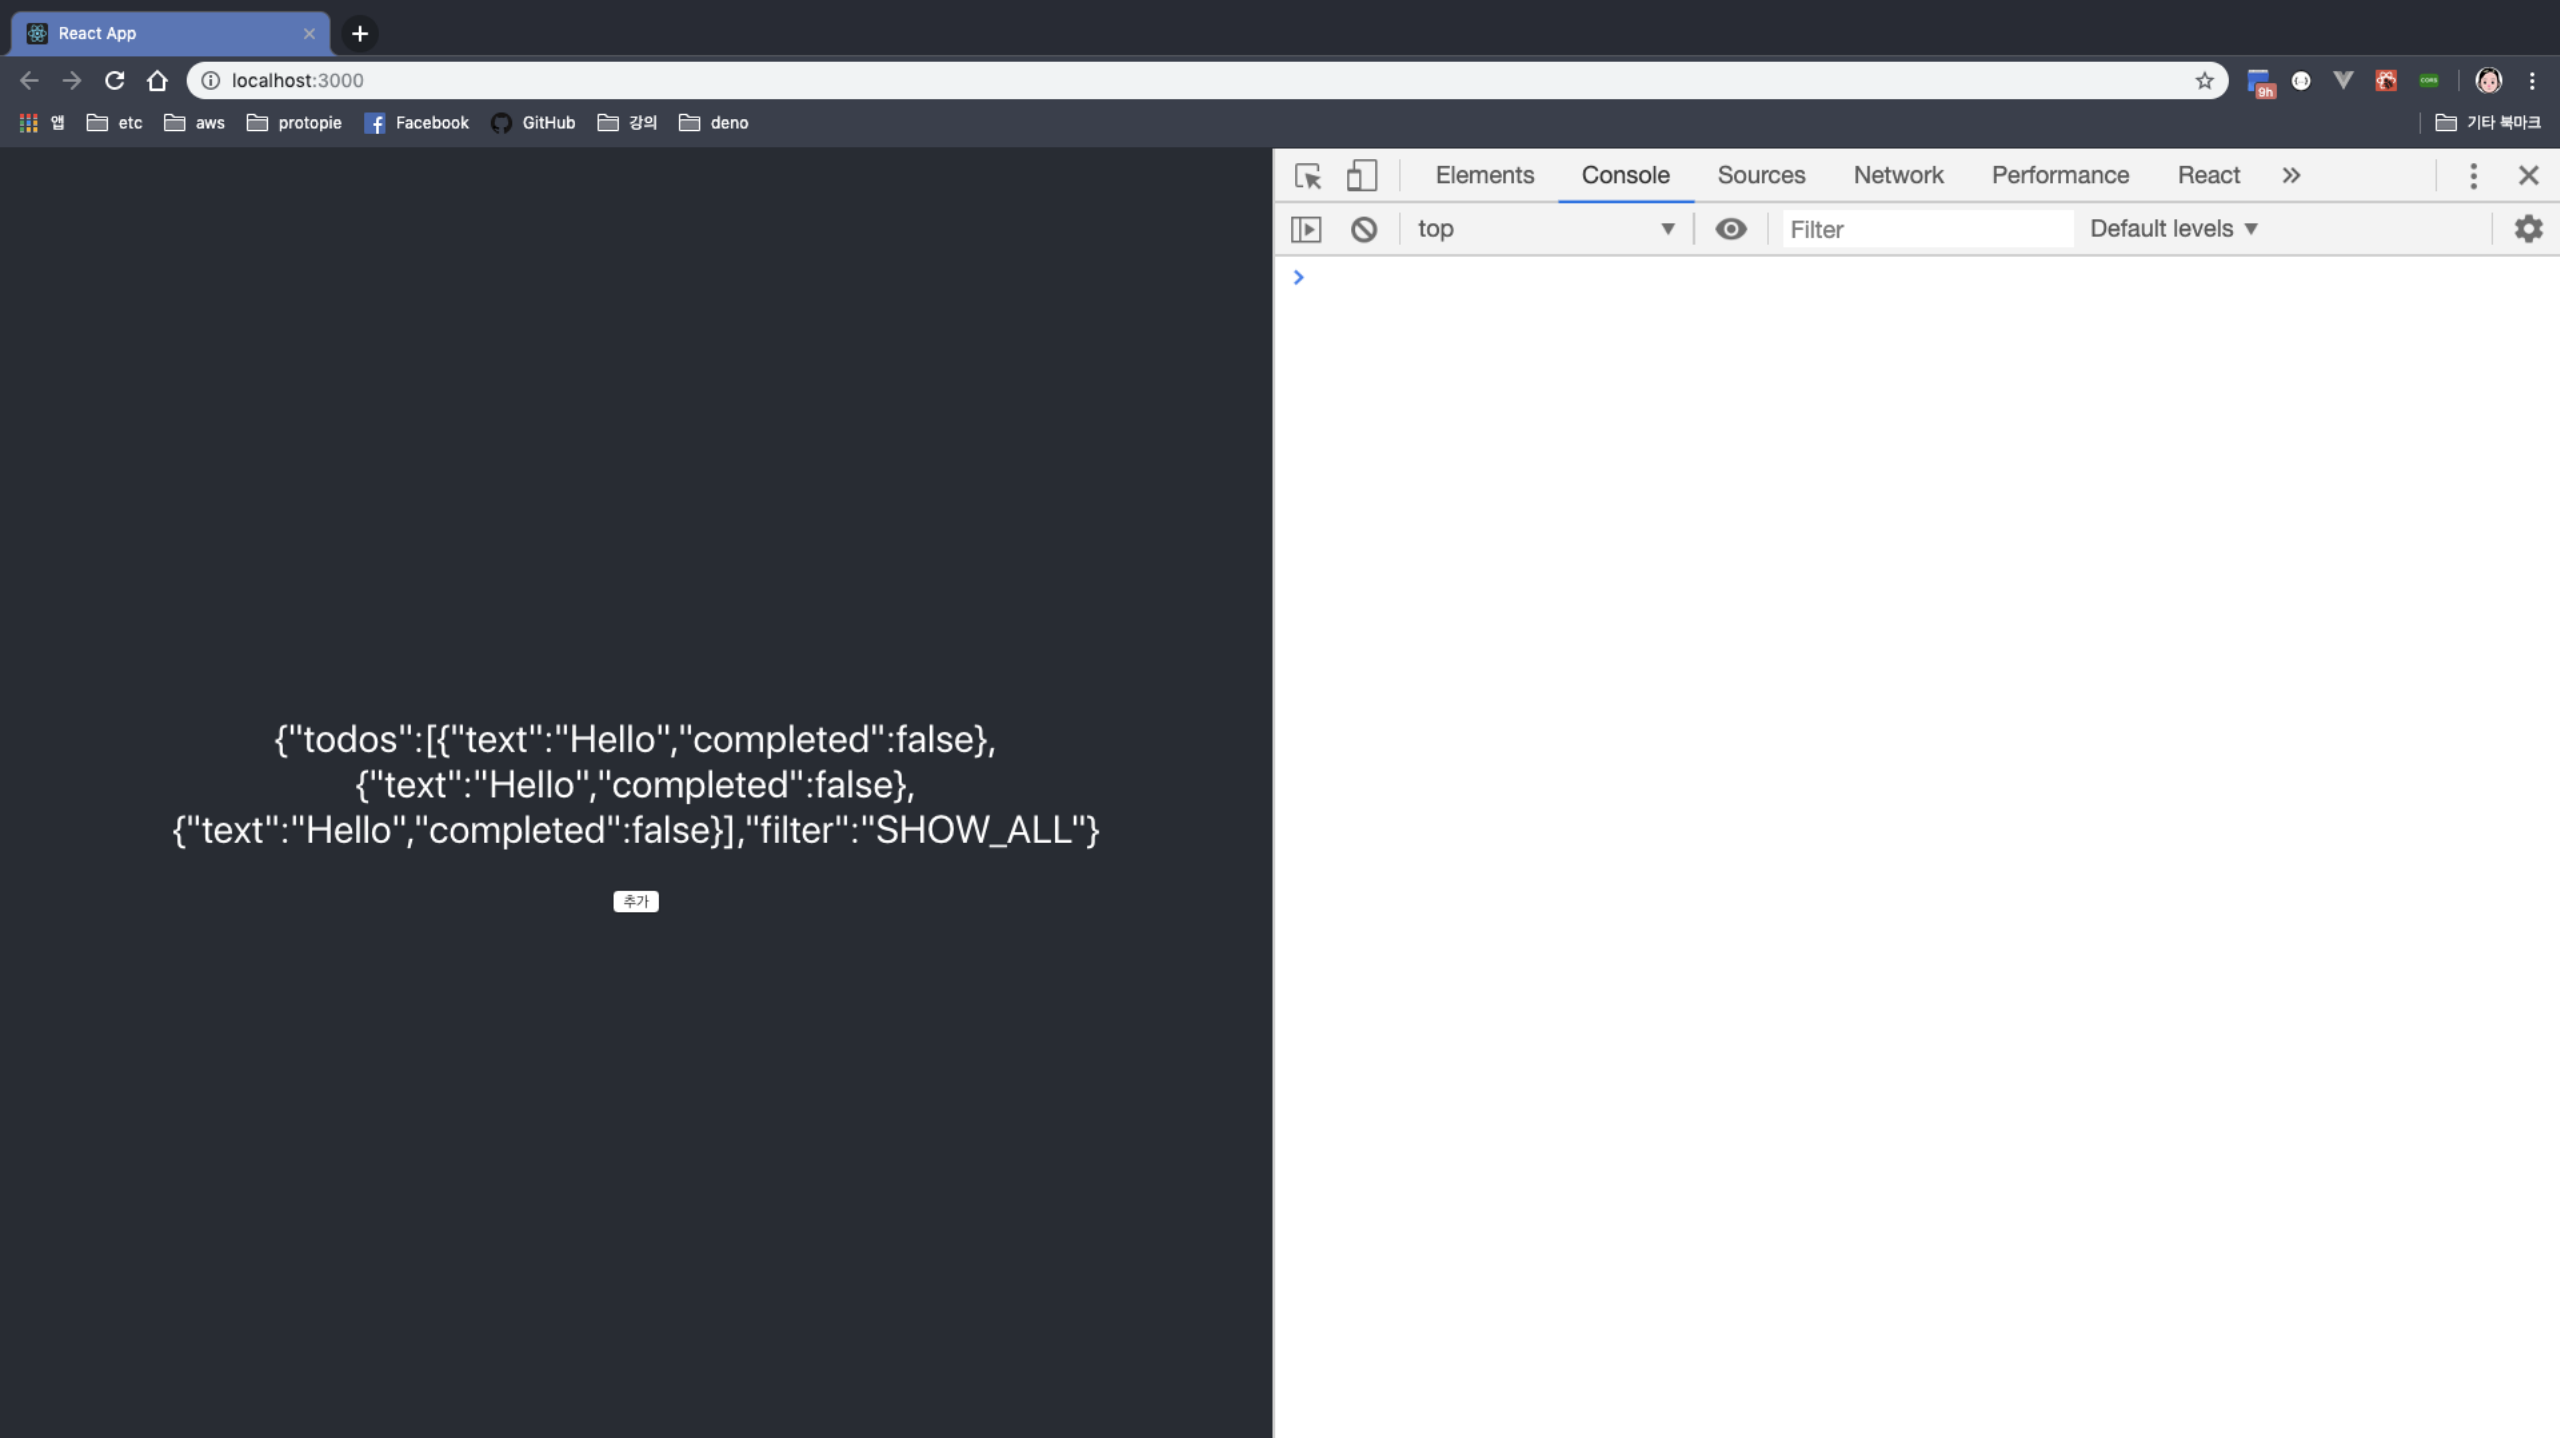 React App
localhost:3000
9h
앱 etc aws protopie Facebook GitHub 강의 deno 기타 북마크
Elements Console Sources Network Performance React
top Filter Default levels
{"todos":[{"text":"Hello","completed":false},
{"text":"Hello","completed":false},
{"text":"Hello","completed":false}],"filter":"SHOW_ALL"}
추가